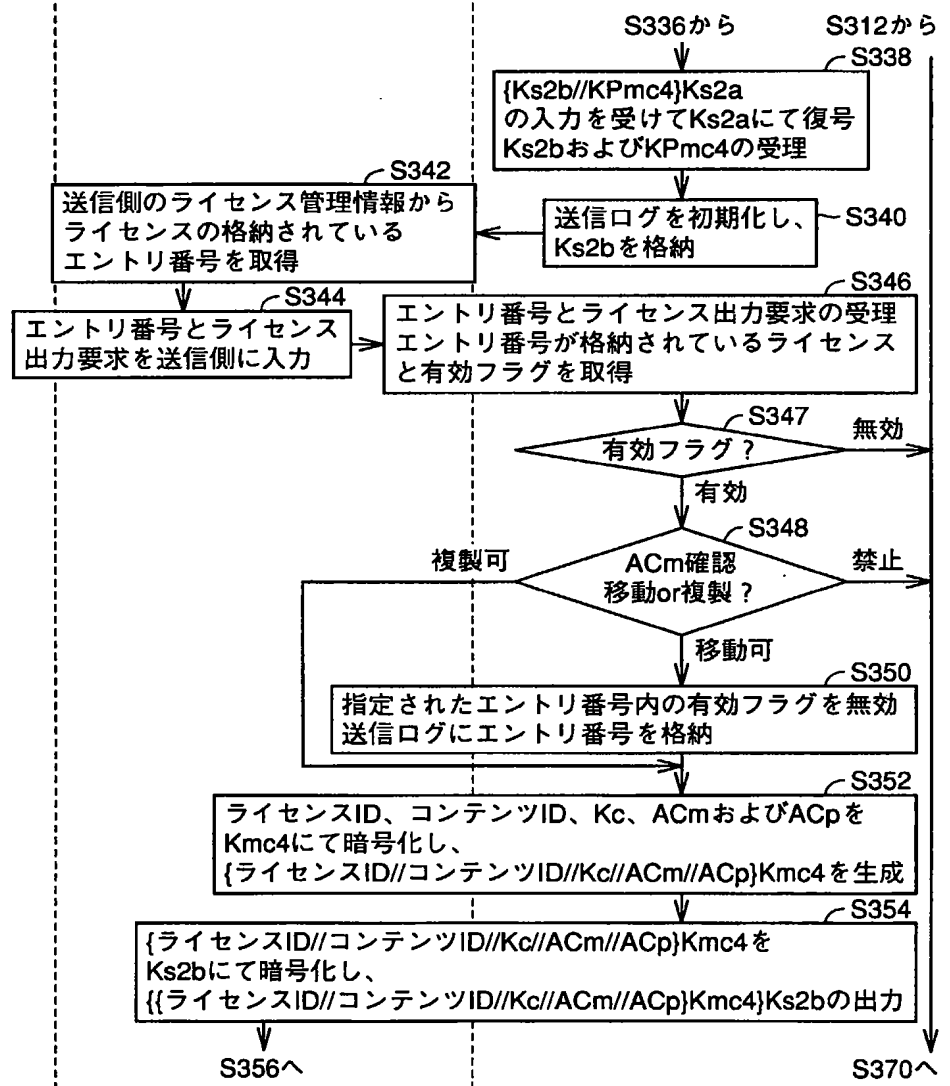 S336から
S312から
S338
{Ks2b//KPmc4}Ks2a
の入力を受けてKs2aにて復号
Ks2bおよびKPmc4の受理
S342
送信側のライセンス管理情報から
ライセンスの格納されている
エントリ番号を取得
送信ログを初期化し、
Ks2bを格納
S340
S344
エントリ番号とライセンス
出力要求を送信側に入力
S346
エントリ番号とライセンス出力要求の受理
エントリ番号が格納されているライセンス
と有効フラグを取得
S347
有効フラグ?
無効
有効
S348
ACm確認
移動or複製?
複製可
禁止
移動可
S350
指定されたエントリ番号内の有効フラグを無効
送信ログにエントリ番号を格納
S352
ライセンスID、コンテンツID、Kc、ACmおよびACpを
Kmc4にて暗号化し、
{ライセンスID//コンテンツID//Kc//ACm//ACp}Kmc4を生成
S354
{ライセンスID//コンテンツID//Kc//ACm//ACp}Kmc4を
Ks2bにて暗号化し、
{{ライセンスID//コンテンツID//Kc//ACm//ACp}Kmc4}Ks2bの出力
S356へ
S370へ